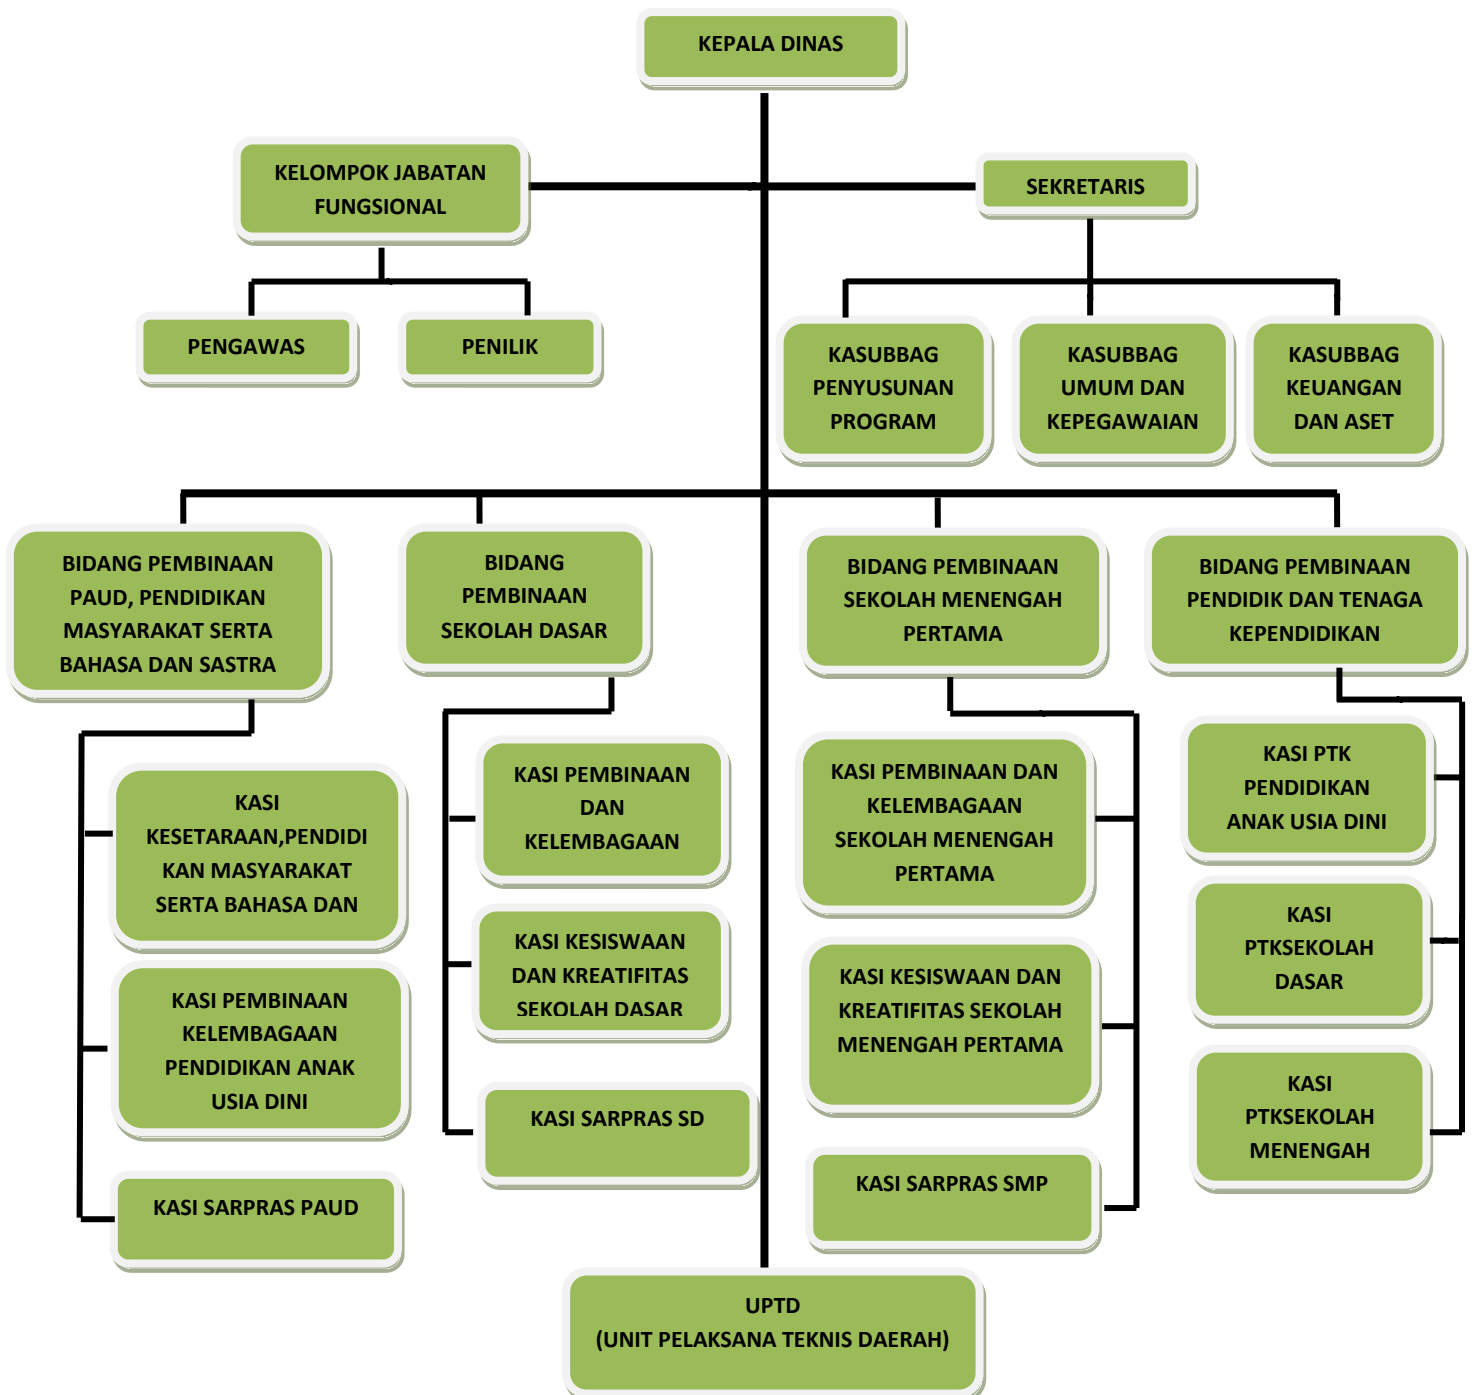 KEPALA DINAS
KELOMPOK JABATAN
FUNGSIONAL
SEKRETARIS
PENGAWAS
PENILIK
KASUBBAG
PENYUSUNAN
PROGRAM
KASUBBAG
UMUM DAN
KEPEGAWAIAN
KASUBBAG
KEUANGAN
DAN ASET
BIDANG PEMBINAAN
PAUD, PENDIDIKAN
MASYARAKAT SERTA
BAHASA DAN SASTRA
BIDANG
PEMBINAAN
SEKOLAH DASAR
BIDANG PEMBINAAN
SEKOLAH MENENGAH
PERTAMA
BIDANG PEMBINAAN
PENDIDIK DAN TENAGA
KEPENDIDIKAN
KASI
KESETARAAN,PENDIDI
KAN MASYARAKAT
SERTA BAHASA DAN
KASI PEMBINAAN
KELEMBAGAAN
PENDIDIKAN ANAK
USIA DINI
KASI SARPRAS PAUD
KASI PEMBINAAN
DAN
KELEMBAGAAN
KASI KESISWAAN
DAN KREATIFITAS
SEKOLAH DASAR
KASI SARPRAS SD
KASI PEMBINAAN DAN
KELEMBAGAAN
SEKOLAH MENENGAH
PERTAMA
KASI KESISWAAN DAN
KREATIFITAS SEKOLAH
MENENGAH PERTAMA
KASI SARPRAS SMP
KASI PTK
PENDIDIKAN
ANAK USIA DINI
KASI
PTKSEKOLAH
DASAR
KASI
PTKSEKOLAH
MENENGAH
UPTD
(UNIT PELAKSANA TEKNIS DAERAH)